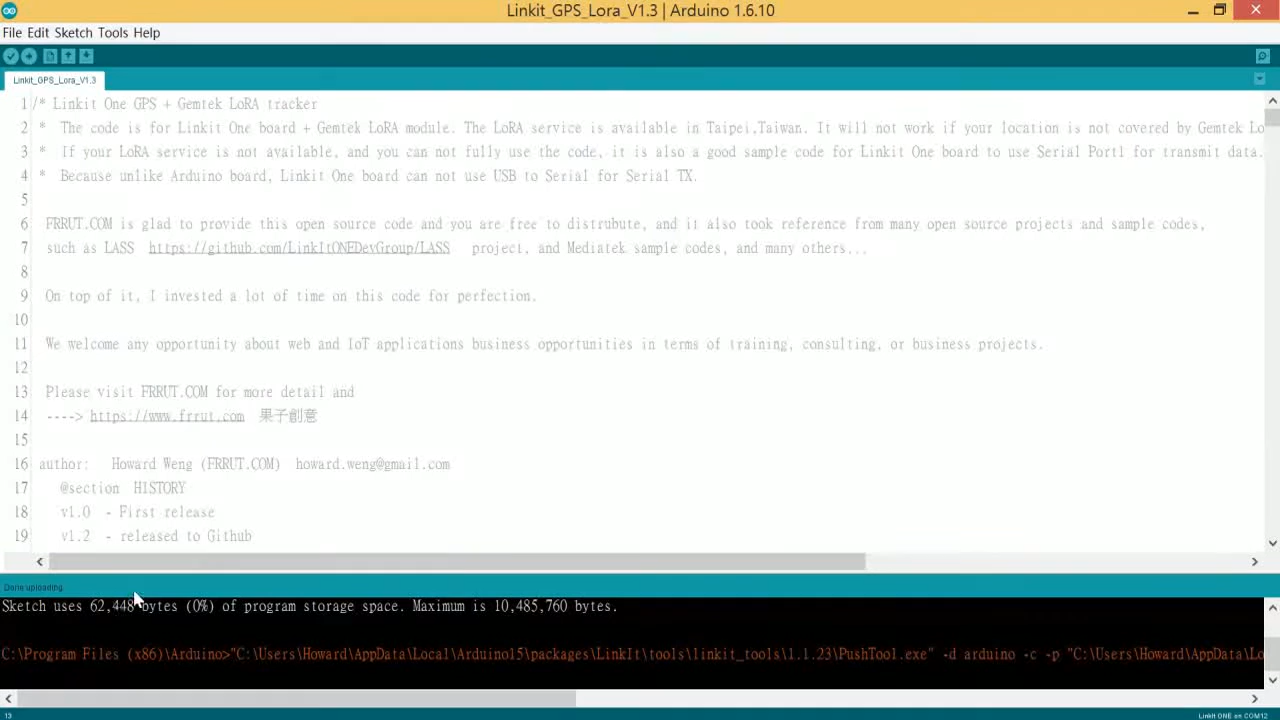 Linkit_GPS_Lora_V1.3 | Arduino 1.6.10
File Edit Sketch Tools Help
Linkit_GPS_Lora_V1.3
1 /* Linkit One GPS + Gemtek LoRA tracker
2 * The code is for Linkit One board + Gemtek LoRA module. The LoRA service is available in Taipei,Taiwan. It will not work if your location is not covered by Gemtek Lo
3 * If your LoRA service is not available, and you can not fully use the code, it is also a good sample code for Linkit One board to use Serial Port1 for transmit data.
4 * Because unlike Arduino board, Linkit One board can not use USB to Serial for Serial TX.
5
6 FRRUT.COM is glad to provide this open source code and you are free to distrubute, and it also took reference from many open source projects and sample codes,
7 such as LASS https://github.com/LinkItONEDevGroup/LASS project, and Mediatek sample codes, and many others...
8
9 On top of it, I invested a lot of time on this code for perfection.
10
11 We welcome any opportunity about web and IoT applications business opportunities in terms of training, consulting, or business projects.
12
13 Please visit FRRUT.COM for more detail and
14 ----> https://www.frrut.com 果子創意
15
16 author: Howard Weng (FRRUT.COM) howard.weng@gmail.com
17 @section HISTORY
18 v1.0 - First release
19 v1.2 - released to Github
Done uploading.
Sketch uses 62,448 bytes (0%) of program storage space. Maximum is 10,485,760 bytes.
C:\Program Files (x86)\Arduino>"C:\Users\Howard\AppData\Local\Arduino15\packages\LinkIt\tools\linkit_tools\1.1.23\PushTool.exe" -d arduino -c -p "C:\Users\Howard\AppData\Lo
13
LinkIt ONE on COM12